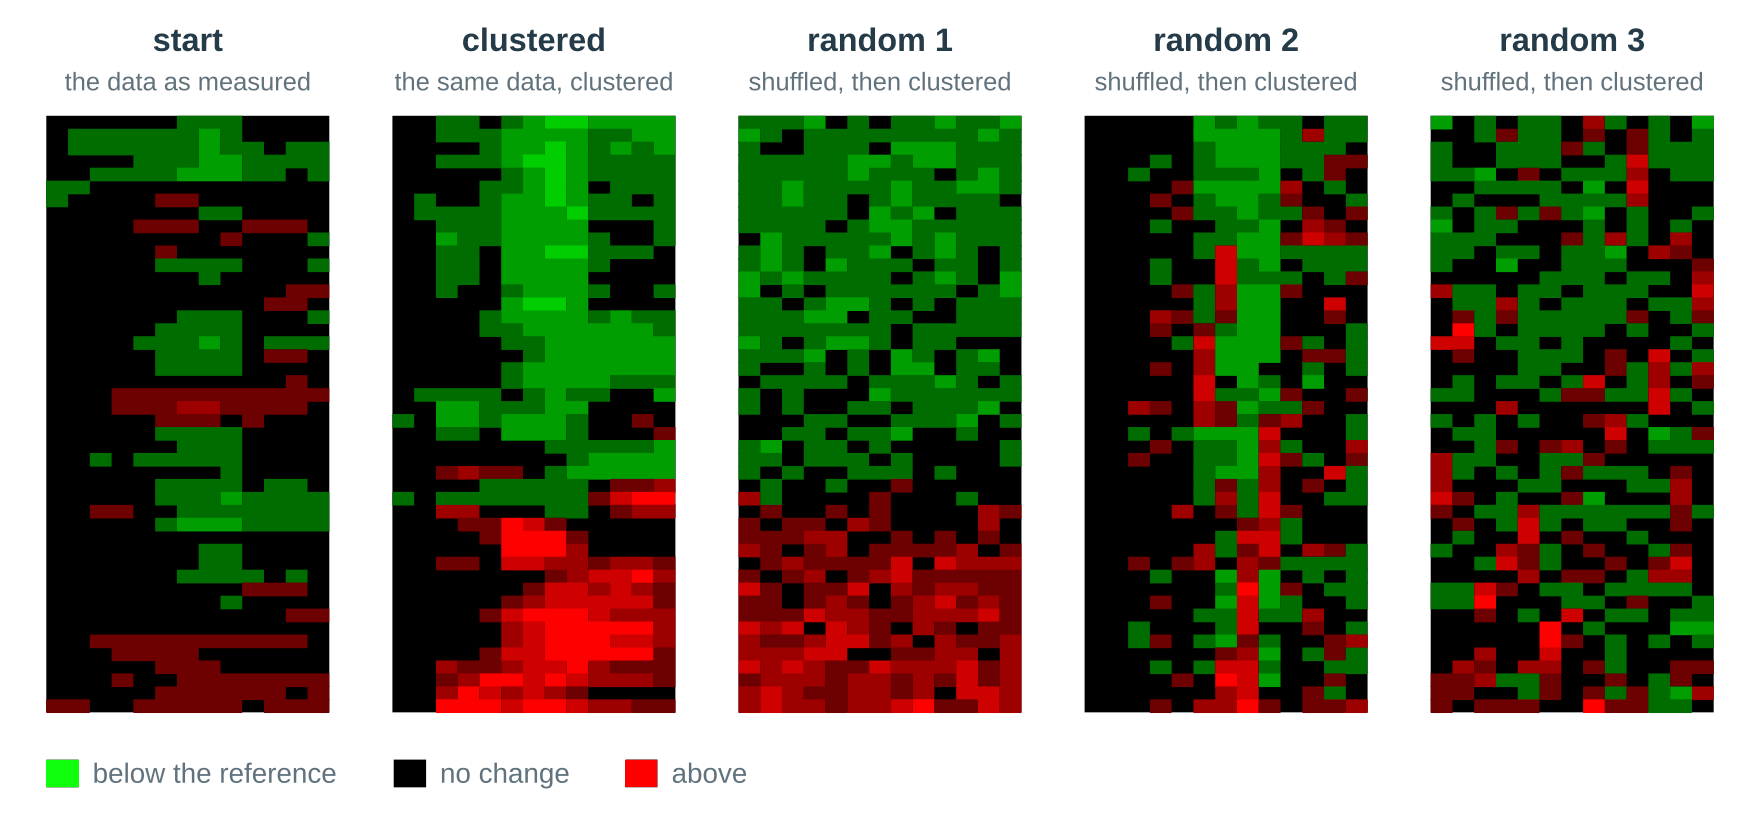 start
the data as measured
clustered
the same data, clustered
random 1
shuffled, then clustered
random 2
shuffled, then clustered
random 3
shuffled, then clustered
below the reference
no change
above